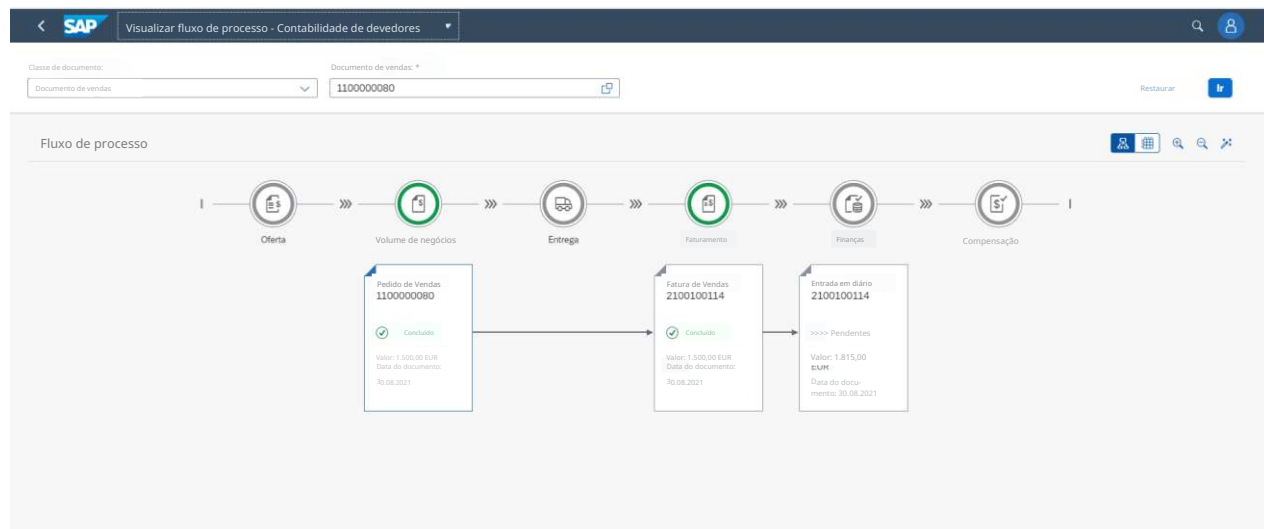 SAP
Visualizar fluxo de processo - Contabilidade de devedores
Classe de documento:
Documento de vendas: *
Documento de vendas
1100000080
Restaurar
Ir
Fluxo de processo
Oferta
Volume de negócios
Entrega
Faturamento
Finanças
Compensação
Pedido de Vendas
1100000080
Concluído
Valor: 1.500,00 EUR
Data do documento:
30.08.2021
Fatura de Vendas
2100100114
Concluído
Valor: 1.500,00 EUR
Data do documento:
30.08.2021
Entrada em diário
2100100114
>>>> Pendentes
Valor: 1.815,00
EUR
Data do docu-
mento: 30.08.2021